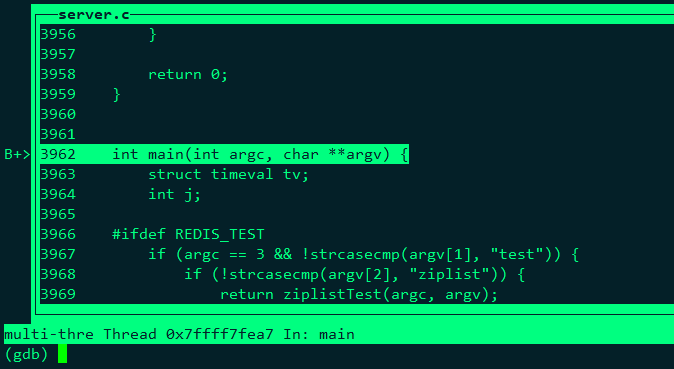 server.c
3956         }
3957
3958         return 0;
3959     }
3960
3961
B+> 3962     int main(int argc, char **argv) {
3963         struct timeval tv;
3964         int j;
3965
3966     #ifdef REDIS_TEST
3967         if (argc == 3 && !strcasecmp(argv[1], "test")) {
3968             if (!strcasecmp(argv[2], "ziplist")) {
3969                 return ziplistTest(argc, argv);
multi-thre Thread 0x7ffff7fea7 In: main
(gdb)